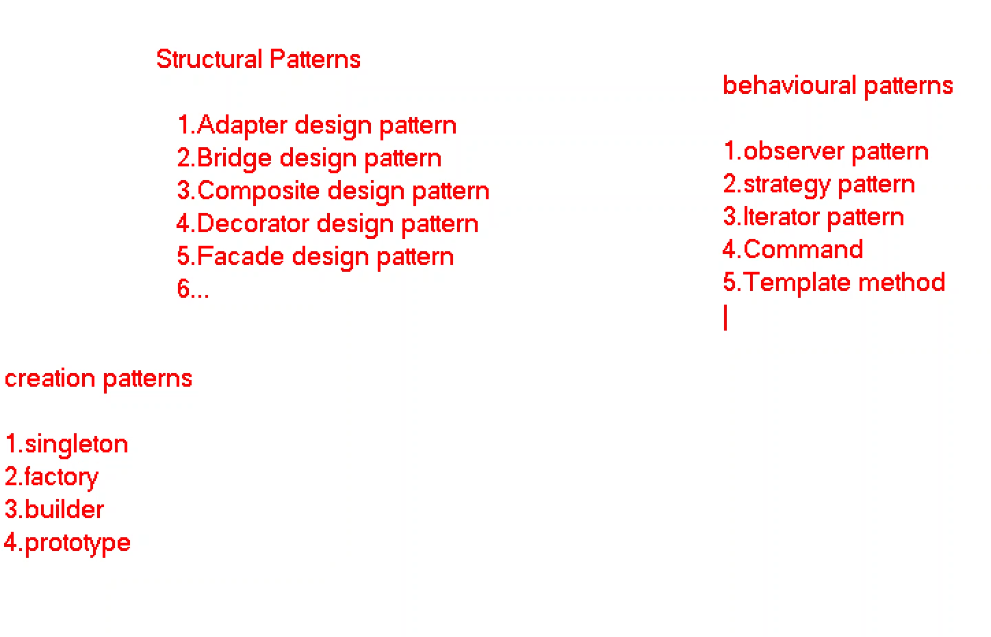 Structural Patterns
1.Adapter design pattern
2.Bridge design pattern
3.Composite design pattern
4.Decorator design pattern
5.Facade design pattern
6...
behavioural patterns
1.observer pattern
2.strategy pattern
3.Iterator pattern
4.Command
5.Template method
creation patterns
1.singleton
2.factory
3.builder
4.prototype